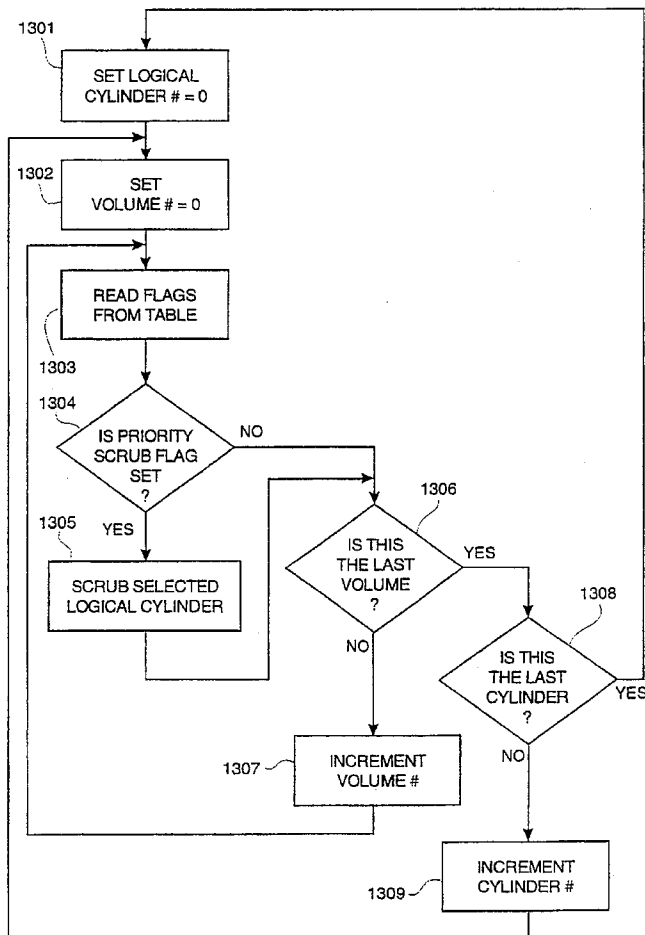 1301
SET LOGICAL
CYLINDER # = 0
1302
SET
VOLUME # = 0
READ FLAGS
FROM TABLE
1303
1304
IS PRIORITY
SCRUB FLAG
SET
?
NO
YES
1305
SCRUB SELECTED
LOGICAL CYLINDER
1306
IS THIS
THE LAST
VOLUME
?
YES
NO
1308
IS THIS
THE LAST
CYLINDER
?
YES
NO
1307
INCREMENT
VOLUME #
1309
INCREMENT
CYLINDER #